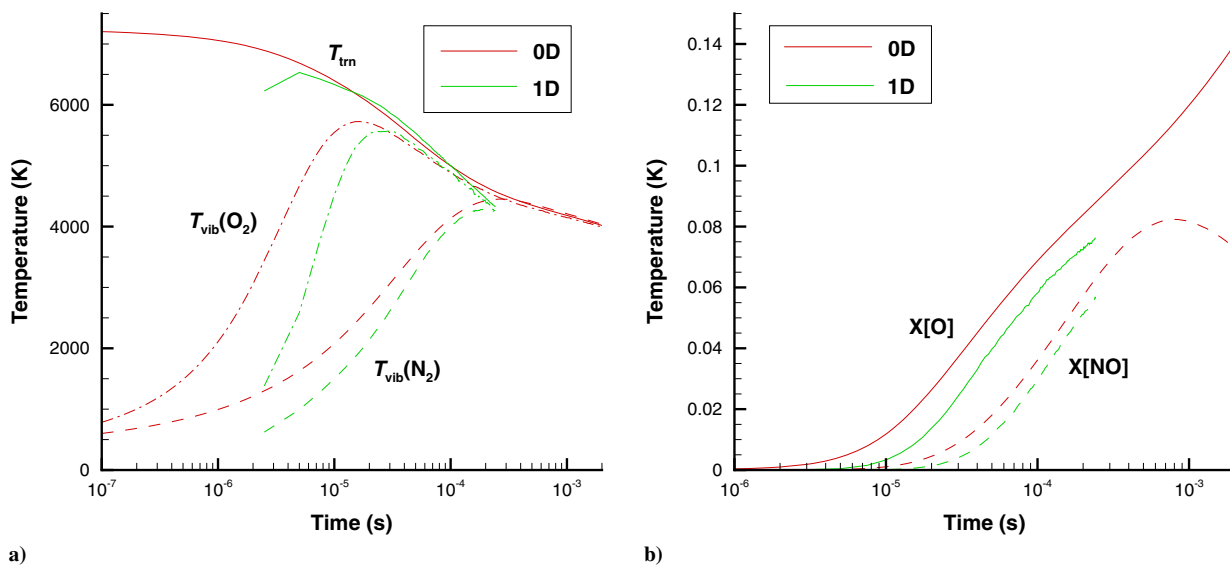 0D
1D
T_trn
T_vib(O₂)
T_vib(N₂)
Temperature (K)
6000
4000
2000
0
10⁻⁷
10⁻⁶
10⁻⁵
10⁻⁴
10⁻³
Time (s)
a)
0D
1D
X[O]
X[NO]
Temperature (K)
0.14
0.12
0.1
0.08
0.06
0.04
0.02
0
10⁻⁶
10⁻⁵
10⁻⁴
10⁻³
Time (s)
b)